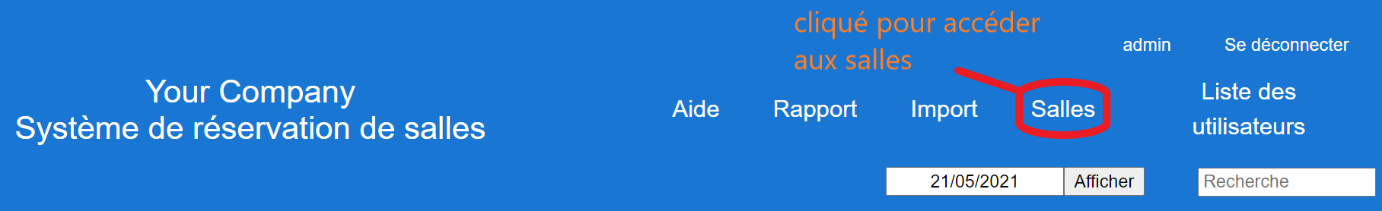 cliqué pour accéder
aux salles
admin
Se déconnecter
Your Company
Système de réservation de salles
Aide
Rapport
Import
Salles
Liste des
utilisateurs
21/05/2021
Afficher
Recherche